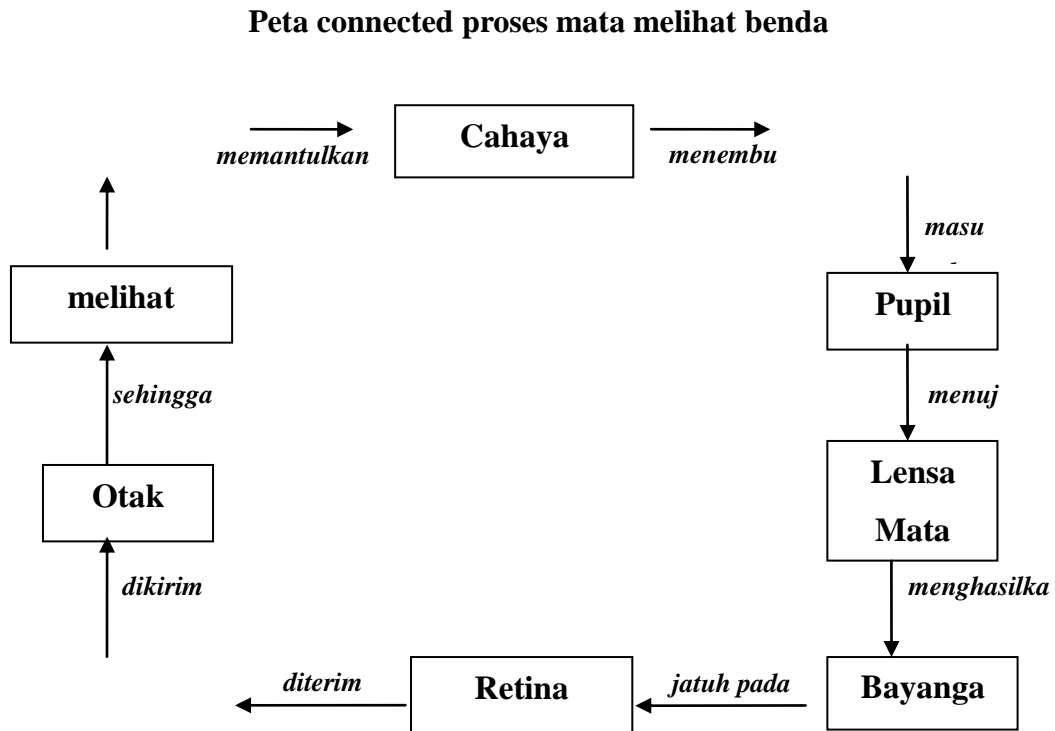 Peta connected proses mata melihat benda
Cahaya
memantulkan
menembu
masu
melihat
Pupil
sehingga
menuj
Otak
Lensa
Mata
dikirim
menghasilka
diterim
Retina
jatuh pada
Bayanga